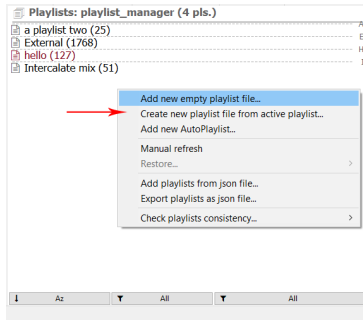 Playlists: playlist_manager (4 pls.)
a playlist two (25)
External (1768)
hello (127)
Intercalate mix (51)
A
E
H
I
Add new empty playlist file...
Create new playlist file from active playlist...
Add new AutoPlaylist...
Manual refresh
Restore...
Add playlists from json file...
Export playlists as json file...
Check playlists consistency...
Az
All
All